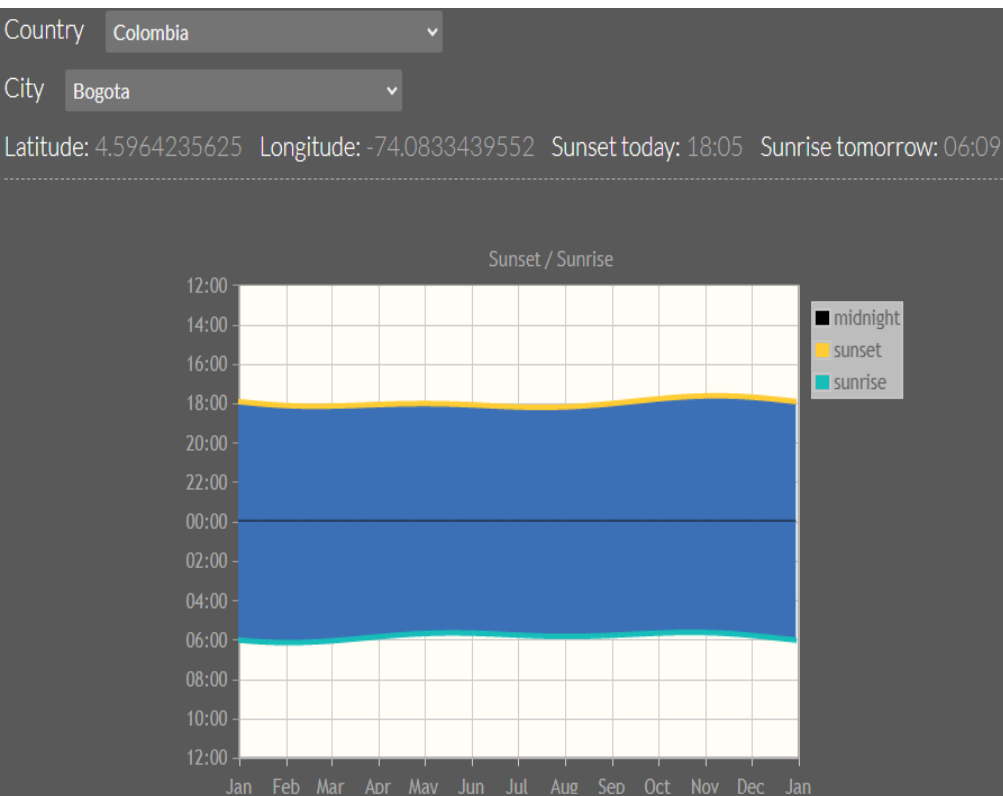 Country Colombia
City Bogota
Latitude: 4.5964235625 Longitude: -74.0833439552 Sunset today: 18:05 Sunrise tomorrow: 06:09
Sunset / Sunrise
12:00
14:00
16:00
18:00
20:00
22:00
00:00
02:00
04:00
06:00
08:00
10:00
12:00
midnight
sunset
sunrise
Jan Feb Mar Apr May Jun Jul Aug Sep Oct Nov Dec Jan